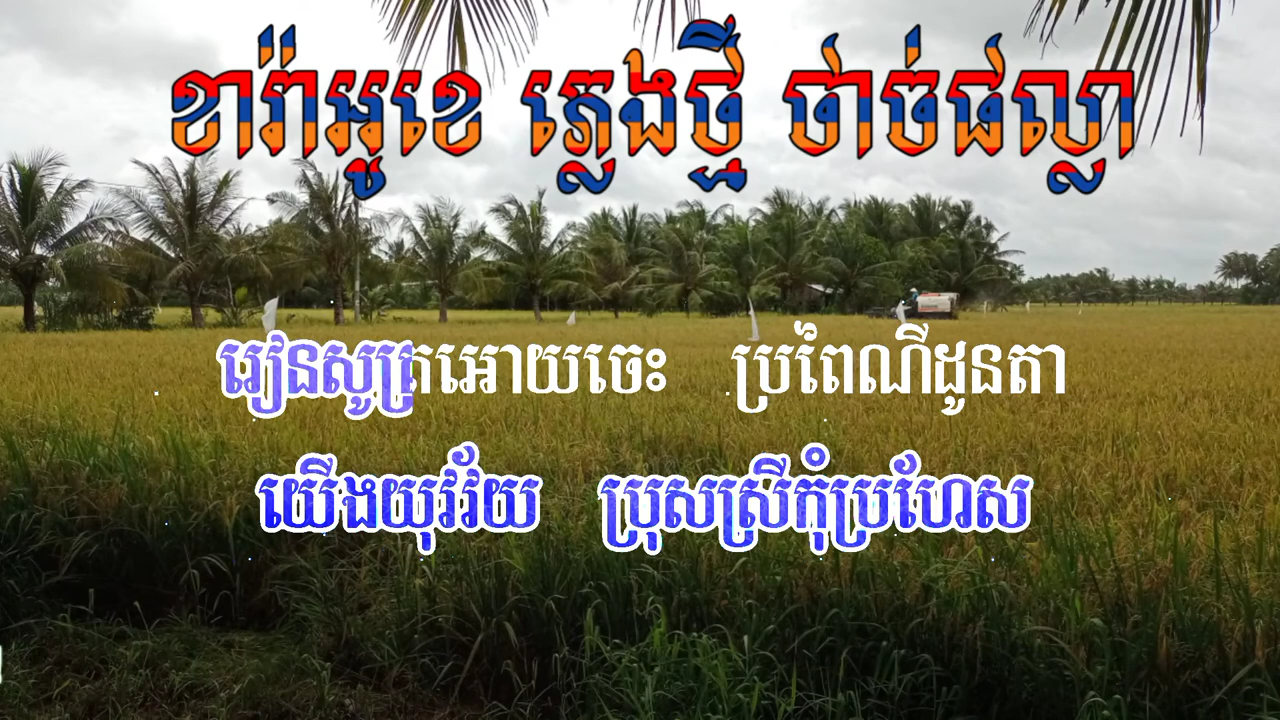 ខារ៉ាអូខេ ភ្លេងថ្មី ថាច់ផល្លា
រៀនសូត្រអោយចេះ ប្រពៃណីដូនតា
យើងយុវវ័យ ប្រុសស្រីកុំប្រហែស